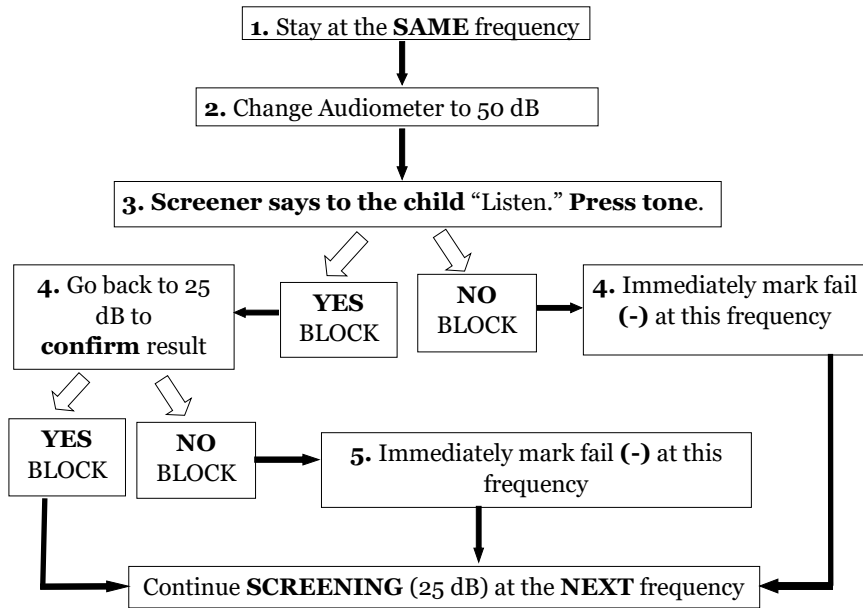 1. Stay at the SAME frequency
2. Change Audiometer to 50 dB
3. Screener says to the child “Listen.” Press tone.
4. Go back to 25
dB to
confirm result
YES
BLOCK
NO
BLOCK
4. Immediately mark fail
(-) at this frequency
YES
BLOCK
NO
BLOCK
5. Immediately mark fail (-) at this
frequency
Continue SCREENING (25 dB) at the NEXT frequency